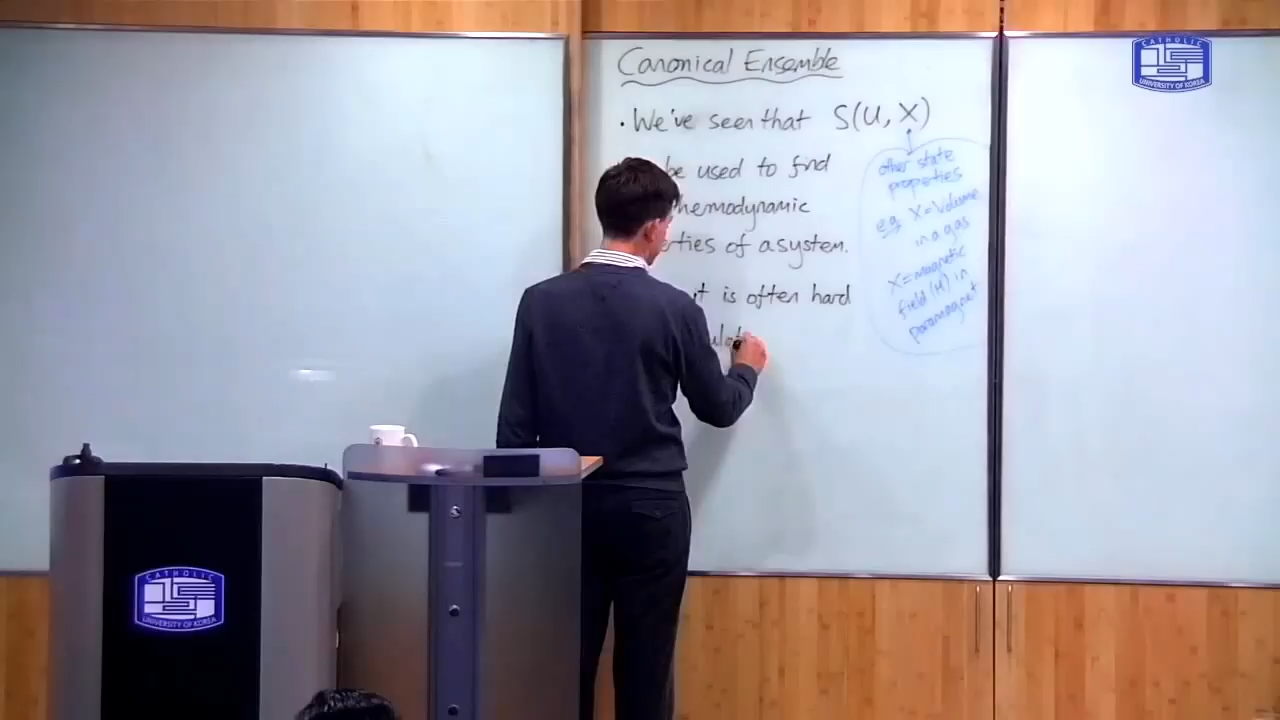 Canonical Ensemble
· We've seen that S(U, X)
be used to find
hemodynamic
erties of a system.
it is often hard
other state
properties
e.g. X=Volume
in a gas
X=magnetic
field (H) in
paramagnet
CATHOLIC
UNIVERSITY OF KOREA
CATHOLIC
UNIVERSITY OF KOREA